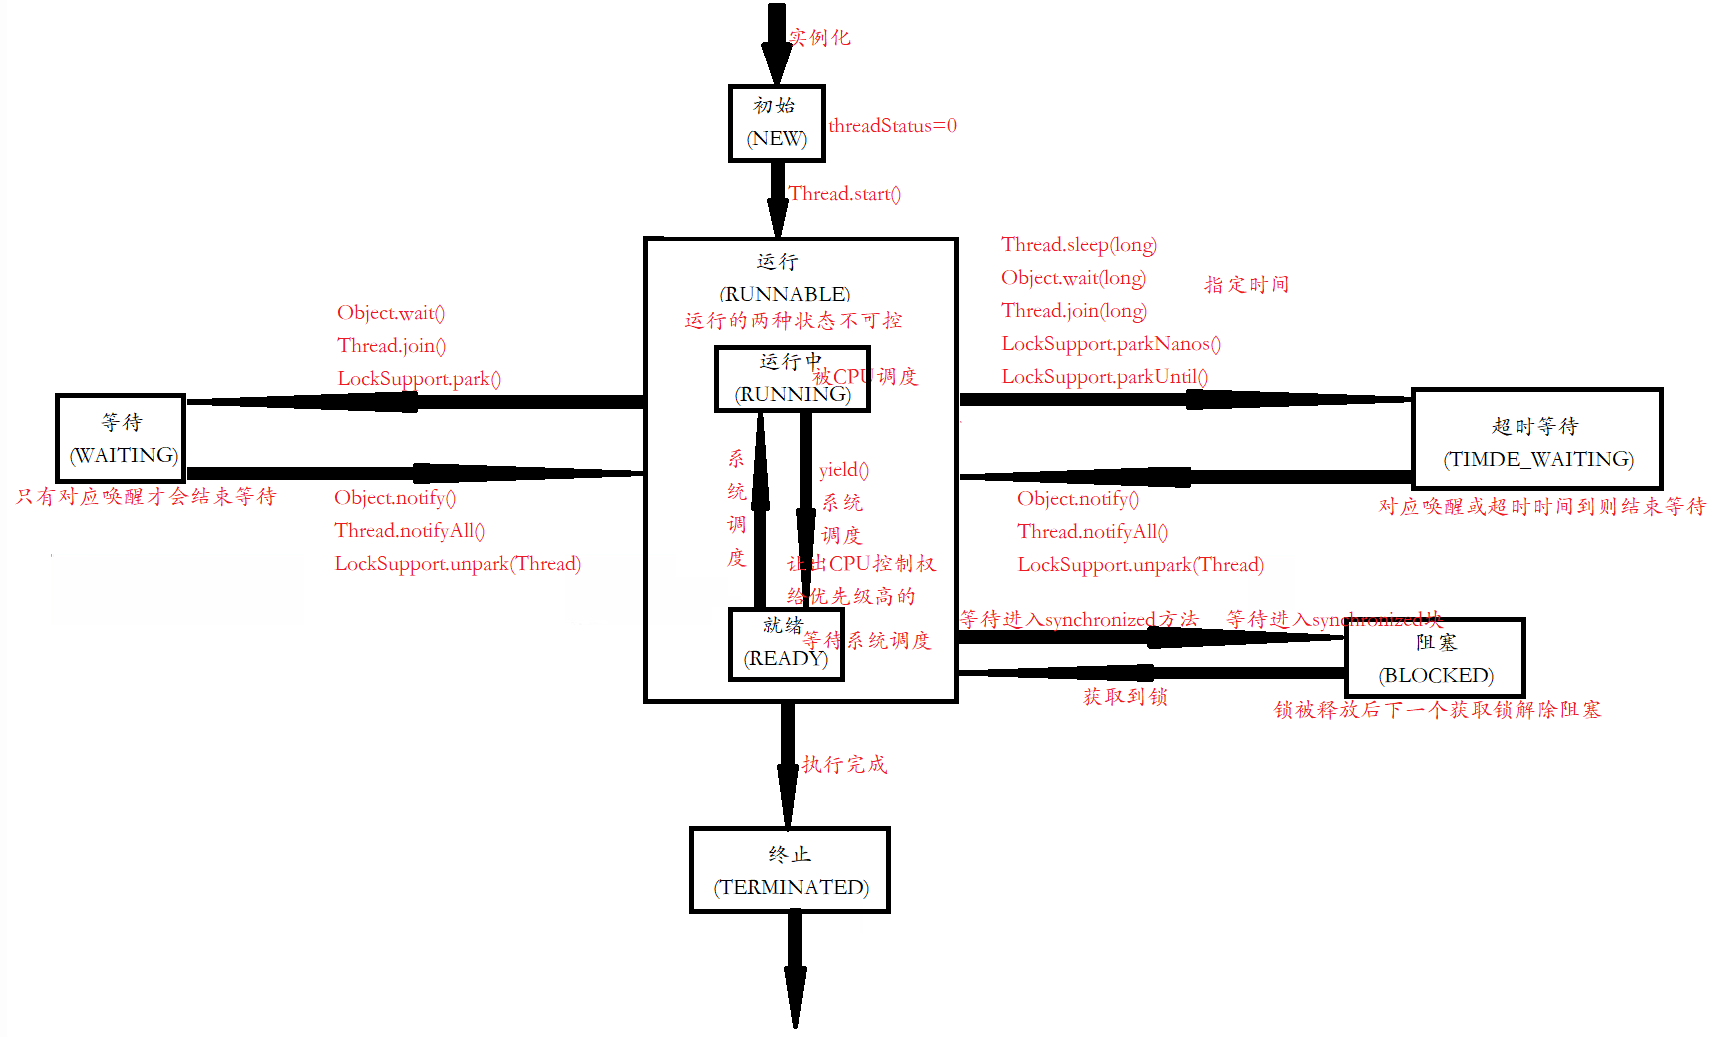 实例化
初始
(NEW)
threadStatus=0
Thread.start()
运行
(RUNNABLE)
运行的两种状态不可控
运行中
(RUNNING)
被CPU调度
系
统
调
度
yield()
系统
调度
让出CPU控制权
给优先级高的
就绪
(READY)
等待系统调度
Object.wait()
Thread.join()
LockSupport.park()
等待
(WAITING)
只有对应唤醒才会结束等待
Object.notify()
Thread.notifyAll()
LockSupport.unpark(Thread)
Thread.sleep(long)
Object.wait(long)
指定时间
Thread.join(long)
LockSupport.parkNanos()
LockSupport.parkUntil()
超时等待
(TIMDE_WAITING)
对应唤醒或超时时间到则结束等待
Object.notify()
Thread.notifyAll()
LockSupport.unpark(Thread)
等待进入synchronized方法
等待进入synchronized块
阻塞
(BLOCKED)
获取到锁
锁被释放后下一个获取锁解除阻塞
执行完成
终止
(TERMINATED)